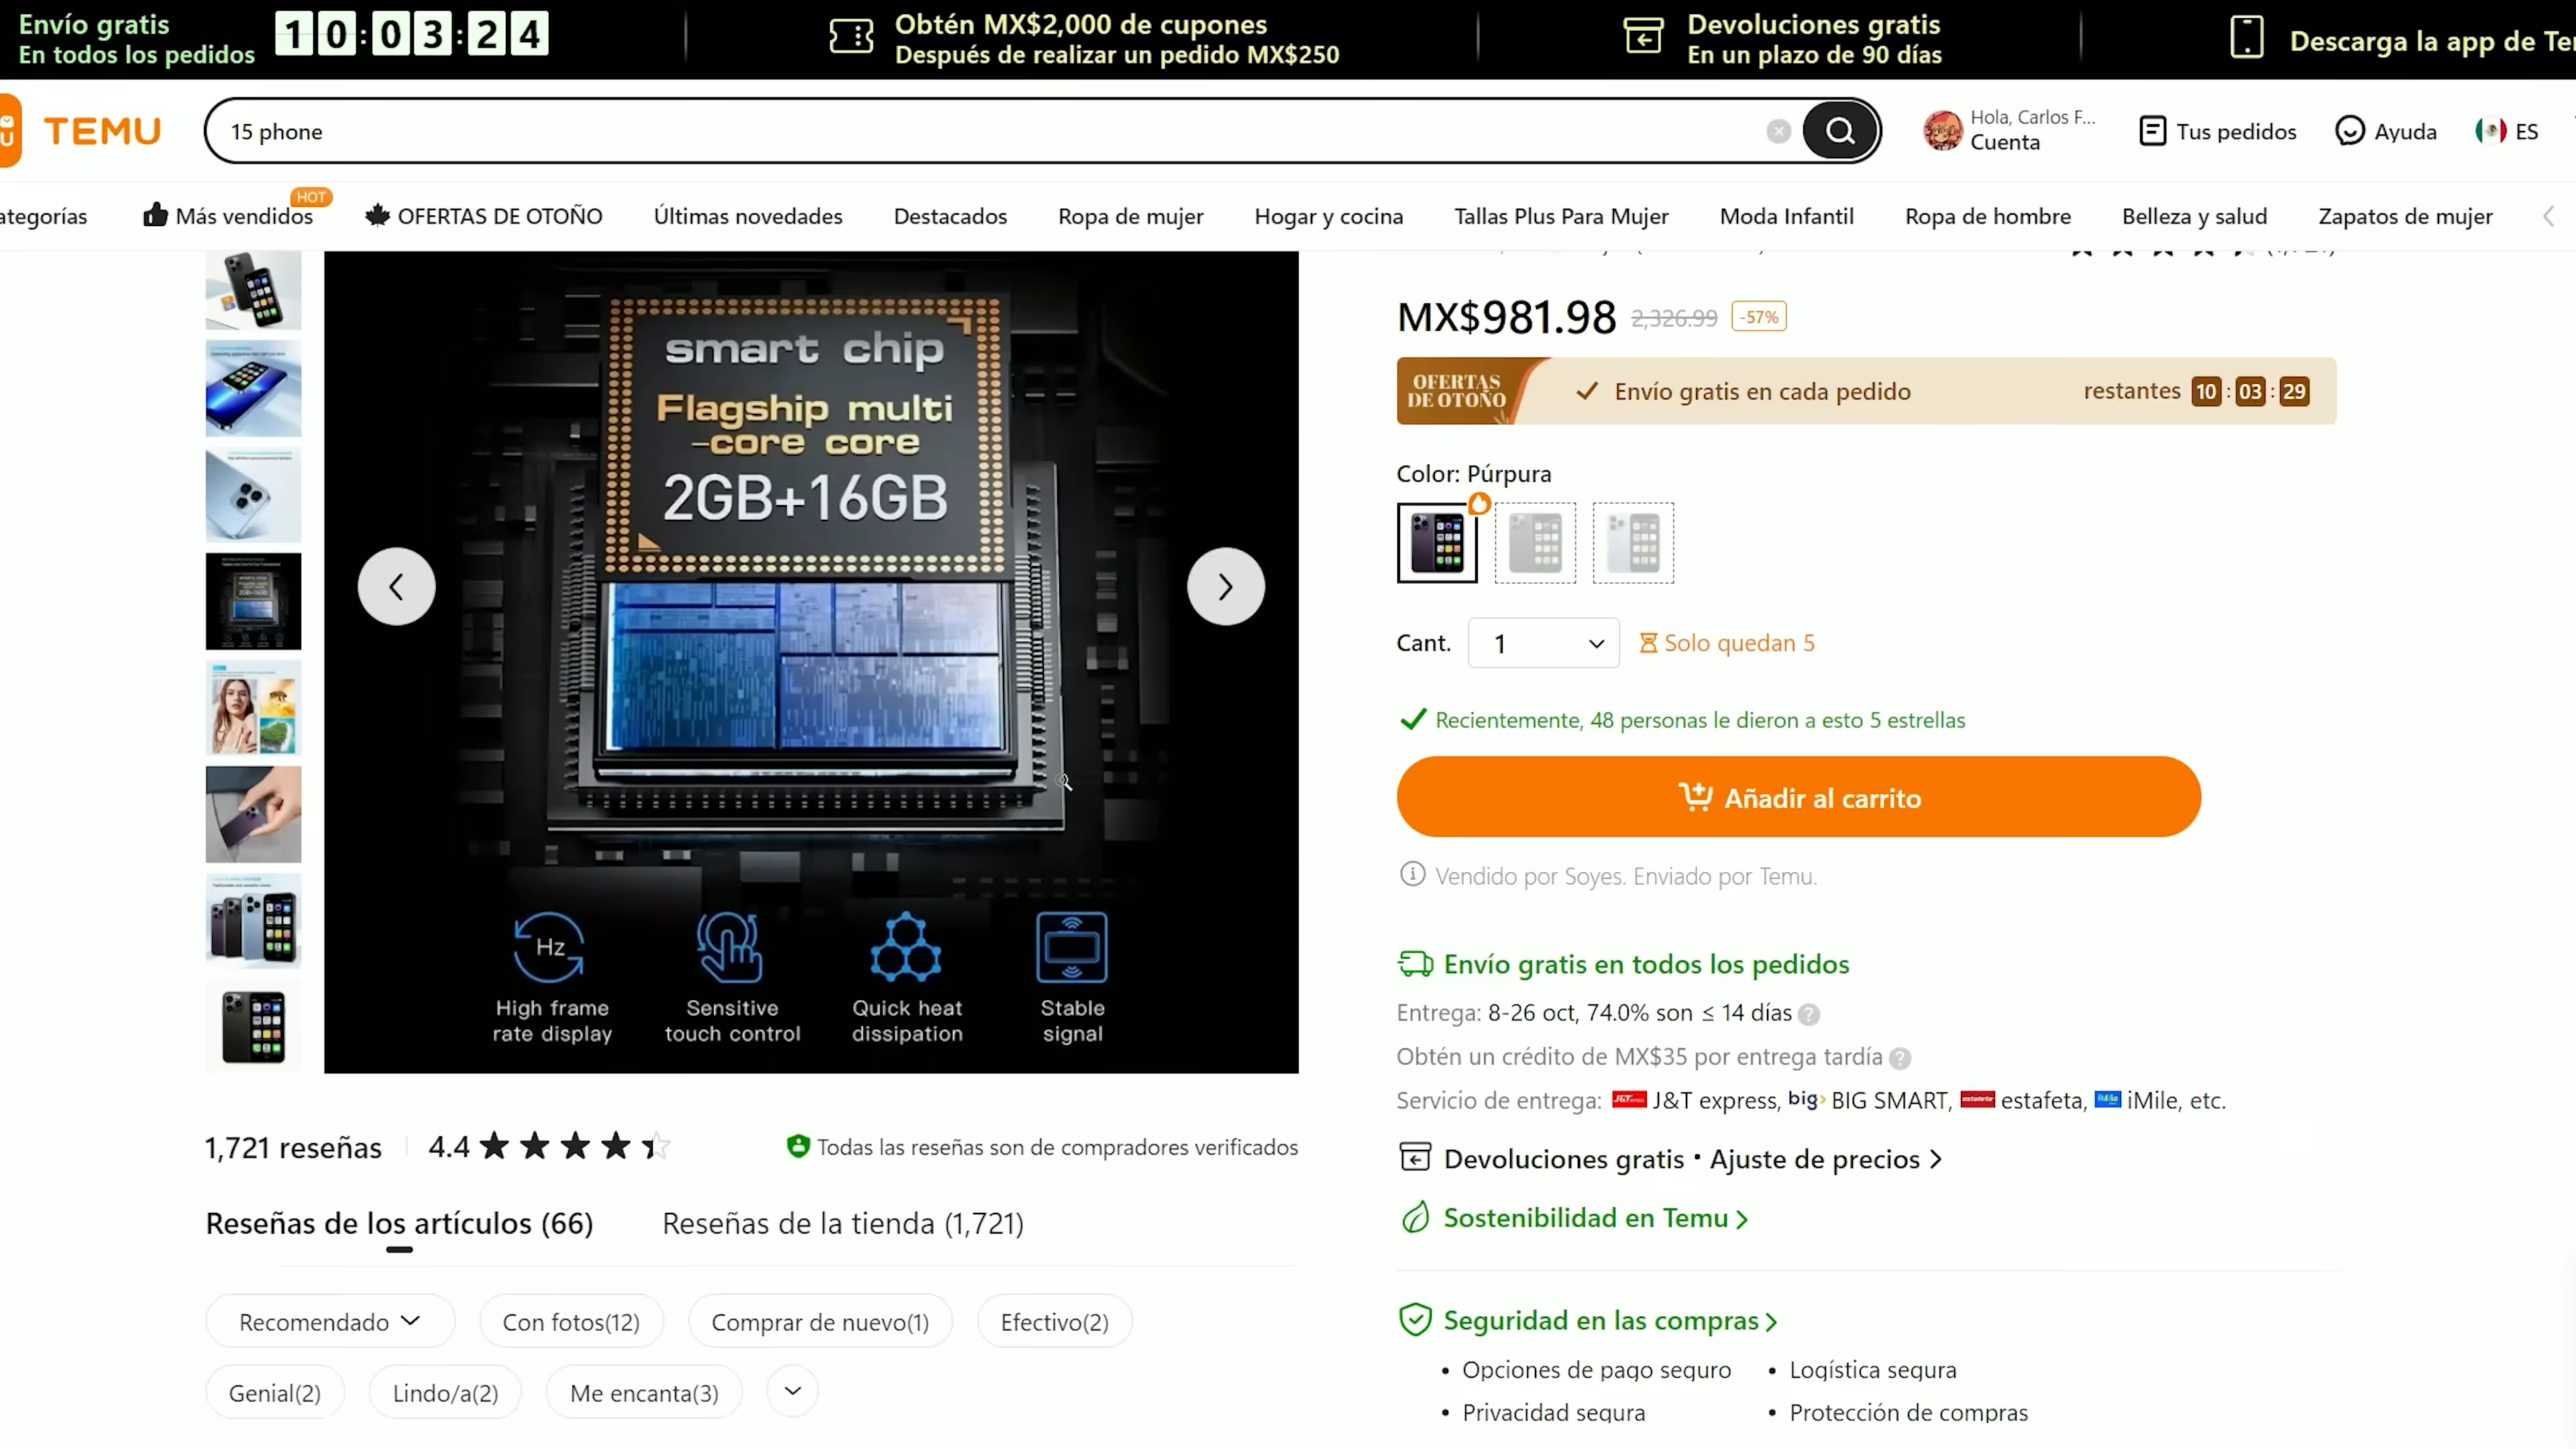 Envío gratis
En todos los pedidos
10:03:24
Obtén MX$2,000 de cupones
Después de realizar un pedido MX$250
Devoluciones gratis
En un plazo de 90 días
Descarga la app de
TEMU
15 phone
Hola, Carlos F...
Cuenta
Tus pedidos
Ayuda
ES
ategorías
Más vendidos
HOT
OFERTAS DE OTOÑO
Últimas novedades
Destacados
Ropa de mujer
Hogar y cocina
Tallas Plus Para Mujer
Moda Infantil
Ropa de hombre
Belleza y salud
Zapatos de mujer
smart chip
Flagship multi
-core core
2GB+16GB
Hz
High frame
rate display
Sensitive
touch control
Quick heat
dissipation
Stable
signal
MX$981.98 2,326.99 -57%
OFERTAS
DE OTOÑO
Envío gratis en cada pedido
restantes 10:03:29
Color: Púrpura
Cant. 1 Solo quedan 5
Recientemente, 48 personas le dieron a esto 5 estrellas
Añadir al carrito
Vendido por Soyes. Enviado por Temu.
Envío gratis en todos los pedidos
Entrega: 8-26 oct, 74.0% son ≤ 14 días
Obtén un crédito de MX$35 por entrega tardía
Servicio de entrega: J&T express, big BIG SMART, estafeta, iMile, etc.
Devoluciones gratis · Ajuste de precios
Sostenibilidad en Temu
Seguridad en las compras
• Opciones de pago seguro • Logística segura
• Privacidad segura • Protección de compras
1,721 reseñas
4.4
Todas las reseñas son de compradores verificados
Reseñas de los artículos (66)
Reseñas de la tienda (1,721)
Recomendado
Con fotos(12)
Comprar de nuevo(1)
Efectivo(2)
Genial(2)
Lindo/a(2)
Me encanta(3)